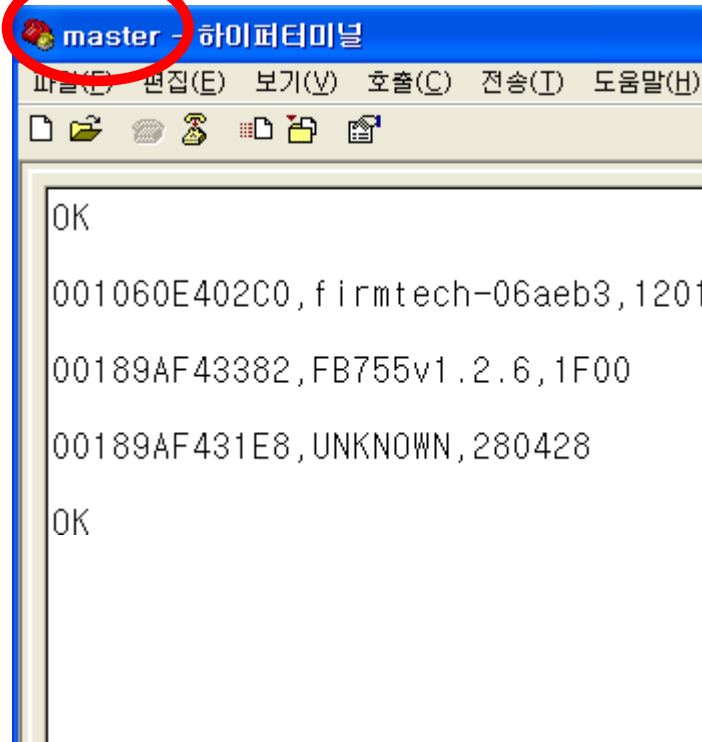 master - 하이퍼터미널
파일(F) 편집(E) 보기(V) 호출(C) 전송(T) 도움말(H)
OK
001060E402C0,firmtech-06aeb3,1201
00189AF43382,FB755v1.2.6,1F00
00189AF431E8,UNKNOWN,280428
OK